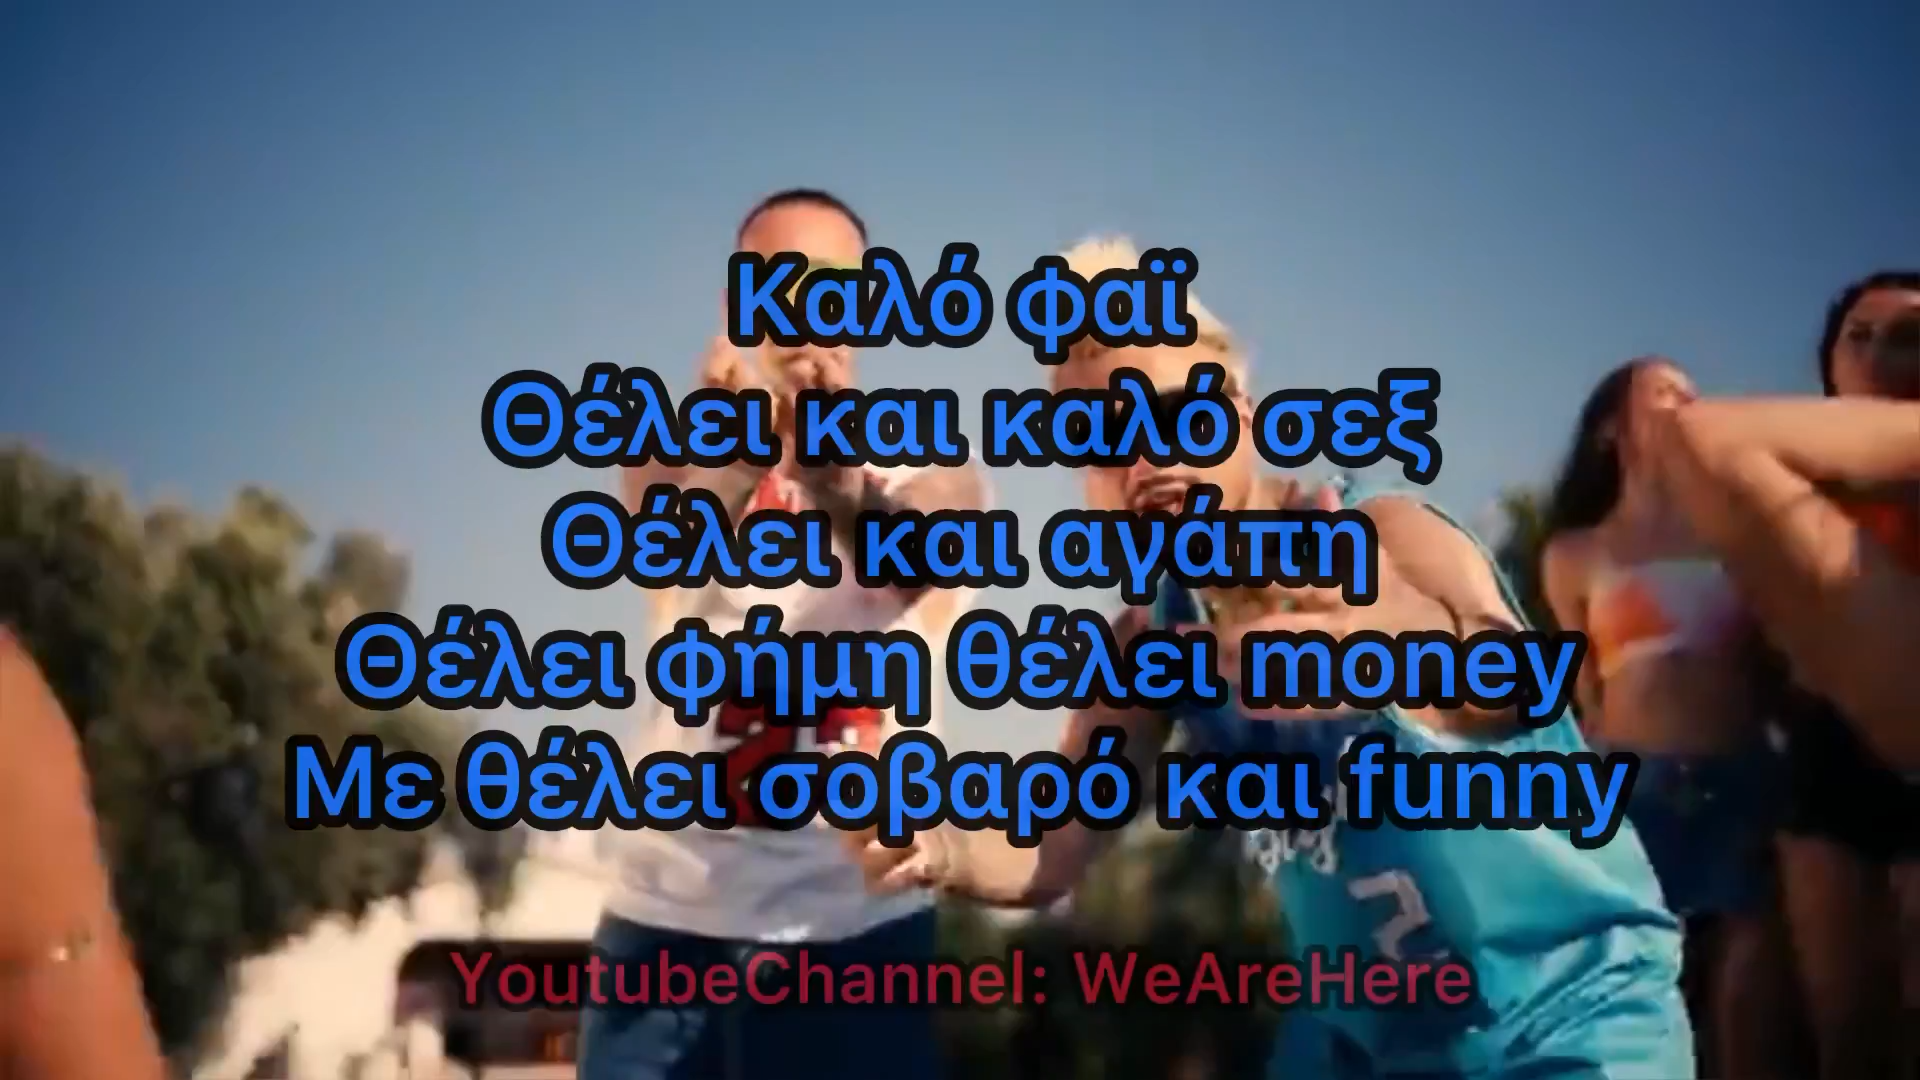 Καλό φαϊ
Θέλει και καλό σεξ
Θέλει και αγάπη
Θέλει φήμη θέλει money
Με θέλει σοβαρό και funny
YoutubeChannel: WeAreHere